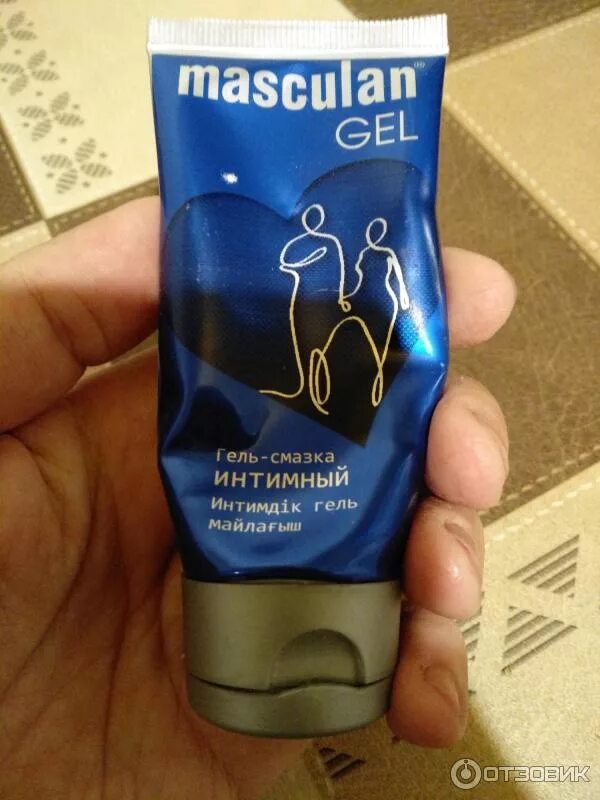 masculan®
GEL
Гель-смазка
ИНТИМНЫЙ
Интимдік гель
майлағыш
ОТЗОВИК